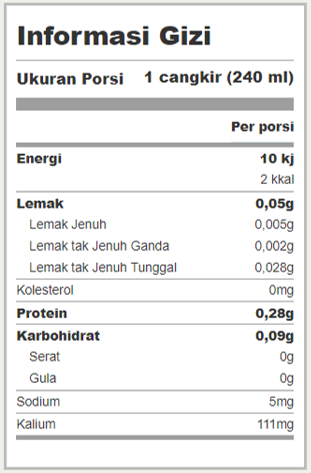 Informasi Gizi
Ukuran Porsi 1 cangkir (240 ml)
Per porsi
Energi 10 kj
2 kkal
Lemak 0,05g
Lemak Jenuh 0,005g
Lemak tak Jenuh Ganda 0,002g
Lemak tak Jenuh Tunggal 0,028g
Kolesterol 0mg
Protein 0,28g
Karbohidrat 0,09g
Serat 0g
Gula 0g
Sodium 5mg
Kalium 111mg